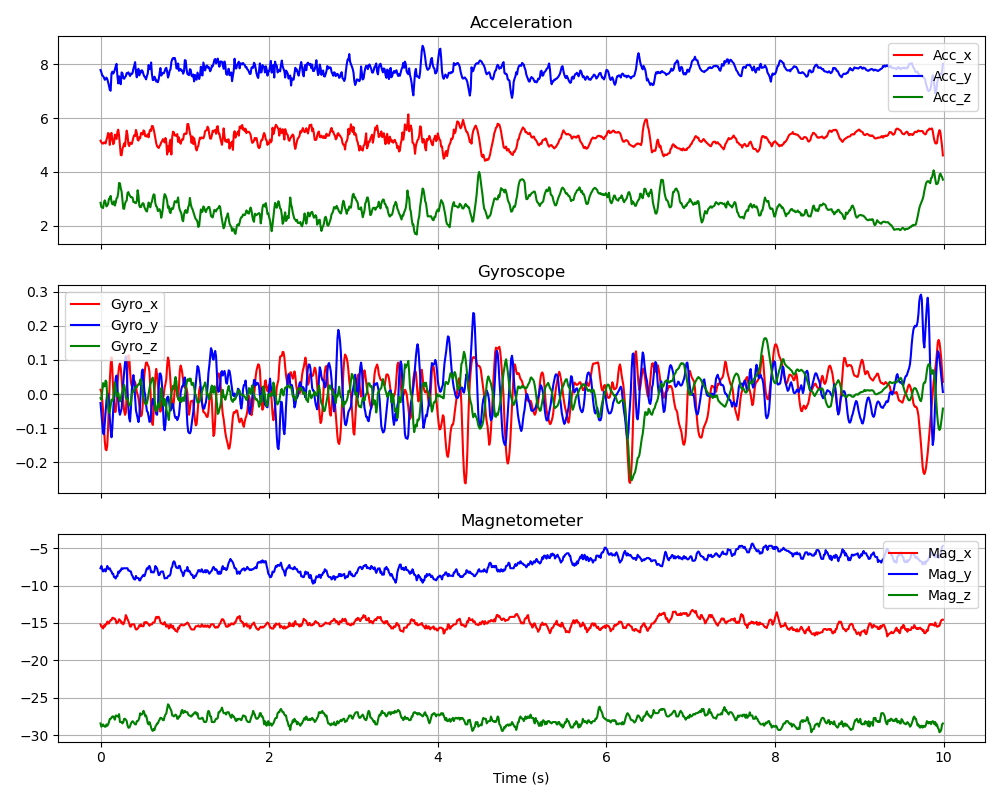 Acceleration
8
6
4
2
Acc_x
Acc_y
Acc_z
Gyroscope
0.3
0.2
0.1
0.0
−0.1
−0.2
Gyro_x
Gyro_y
Gyro_z
Magnetometer
−5
−10
−15
−20
−25
−30
Mag_x
Mag_y
Mag_z
0 2 4 6 8 10
Time (s)